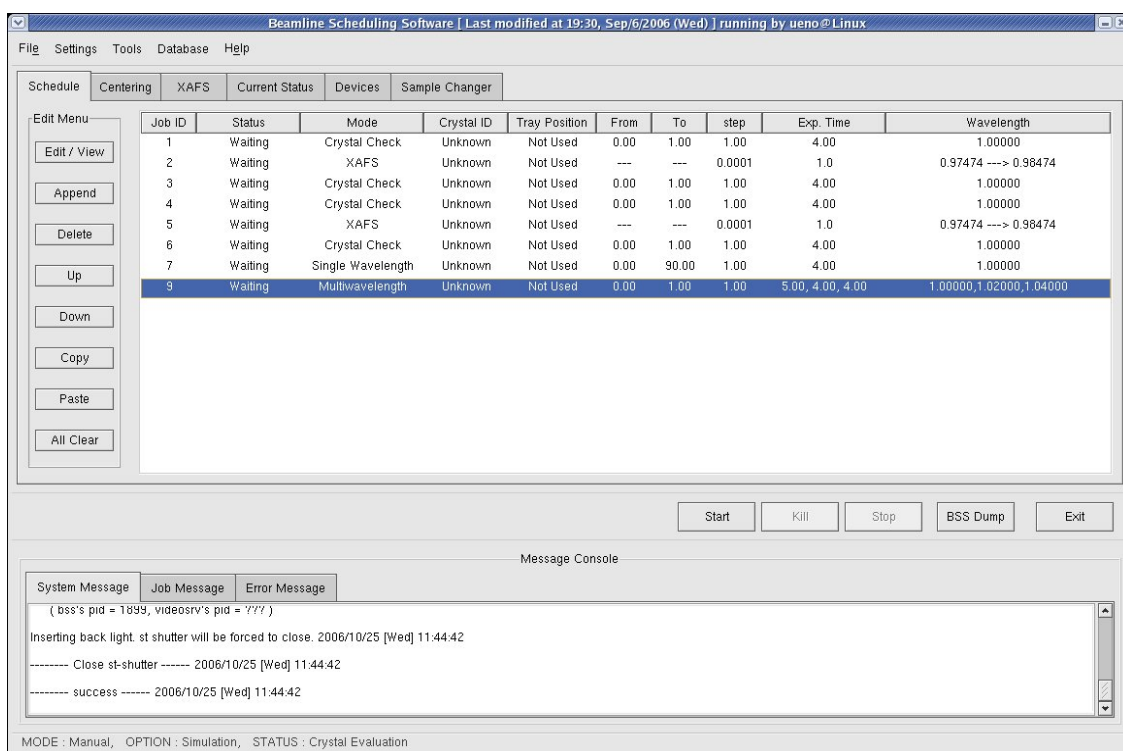 Beamline Scheduling Software [ Last modified at 19:30, Sep/6/2006 (Wed) ] running by ueno@Linux
File Settings Tools Database Help
Schedule Centering XAFS Current Status Devices Sample Changer
Edit Menu
Edit / View
Append
Delete
Up
Down
Copy
Paste
All Clear
Job ID Status Mode Crystal ID Tray Position From To step Exp. Time Wavelength
1 Waiting Crystal Check Unknown Not Used 0.00 1.00 1.00 4.00 1.00000
2 Waiting XAFS Unknown Not Used --- --- 0.0001 1.0 0.97474 ---> 0.98474
3 Waiting Crystal Check Unknown Not Used 0.00 1.00 1.00 4.00 1.00000
4 Waiting Crystal Check Unknown Not Used 0.00 1.00 1.00 4.00 1.00000
5 Waiting XAFS Unknown Not Used --- --- 0.0001 1.0 0.97474 ---> 0.98474
6 Waiting Crystal Check Unknown Not Used 0.00 1.00 1.00 4.00 1.00000
7 Waiting Single Wavelength Unknown Not Used 0.00 90.00 1.00 4.00 1.00000
9 Waiting Multiwavelength Unknown Not Used 0.00 1.00 1.00 5.00, 4.00, 4.00 1.00000,1.02000,1.04000
Start Kill Stop BSS Dump Exit
Message Console
System Message Job Message Error Message
( bss's pid = 1899, videosrv's pid = ??? )
Inserting back light. st shutter will be forced to close. 2006/10/25 [Wed] 11:44:42
-------- Close st-shutter ------ 2006/10/25 [Wed] 11:44:42
-------- success ------ 2006/10/25 [Wed] 11:44:42
MODE : Manual, OPTION : Simulation, STATUS : Crystal Evaluation